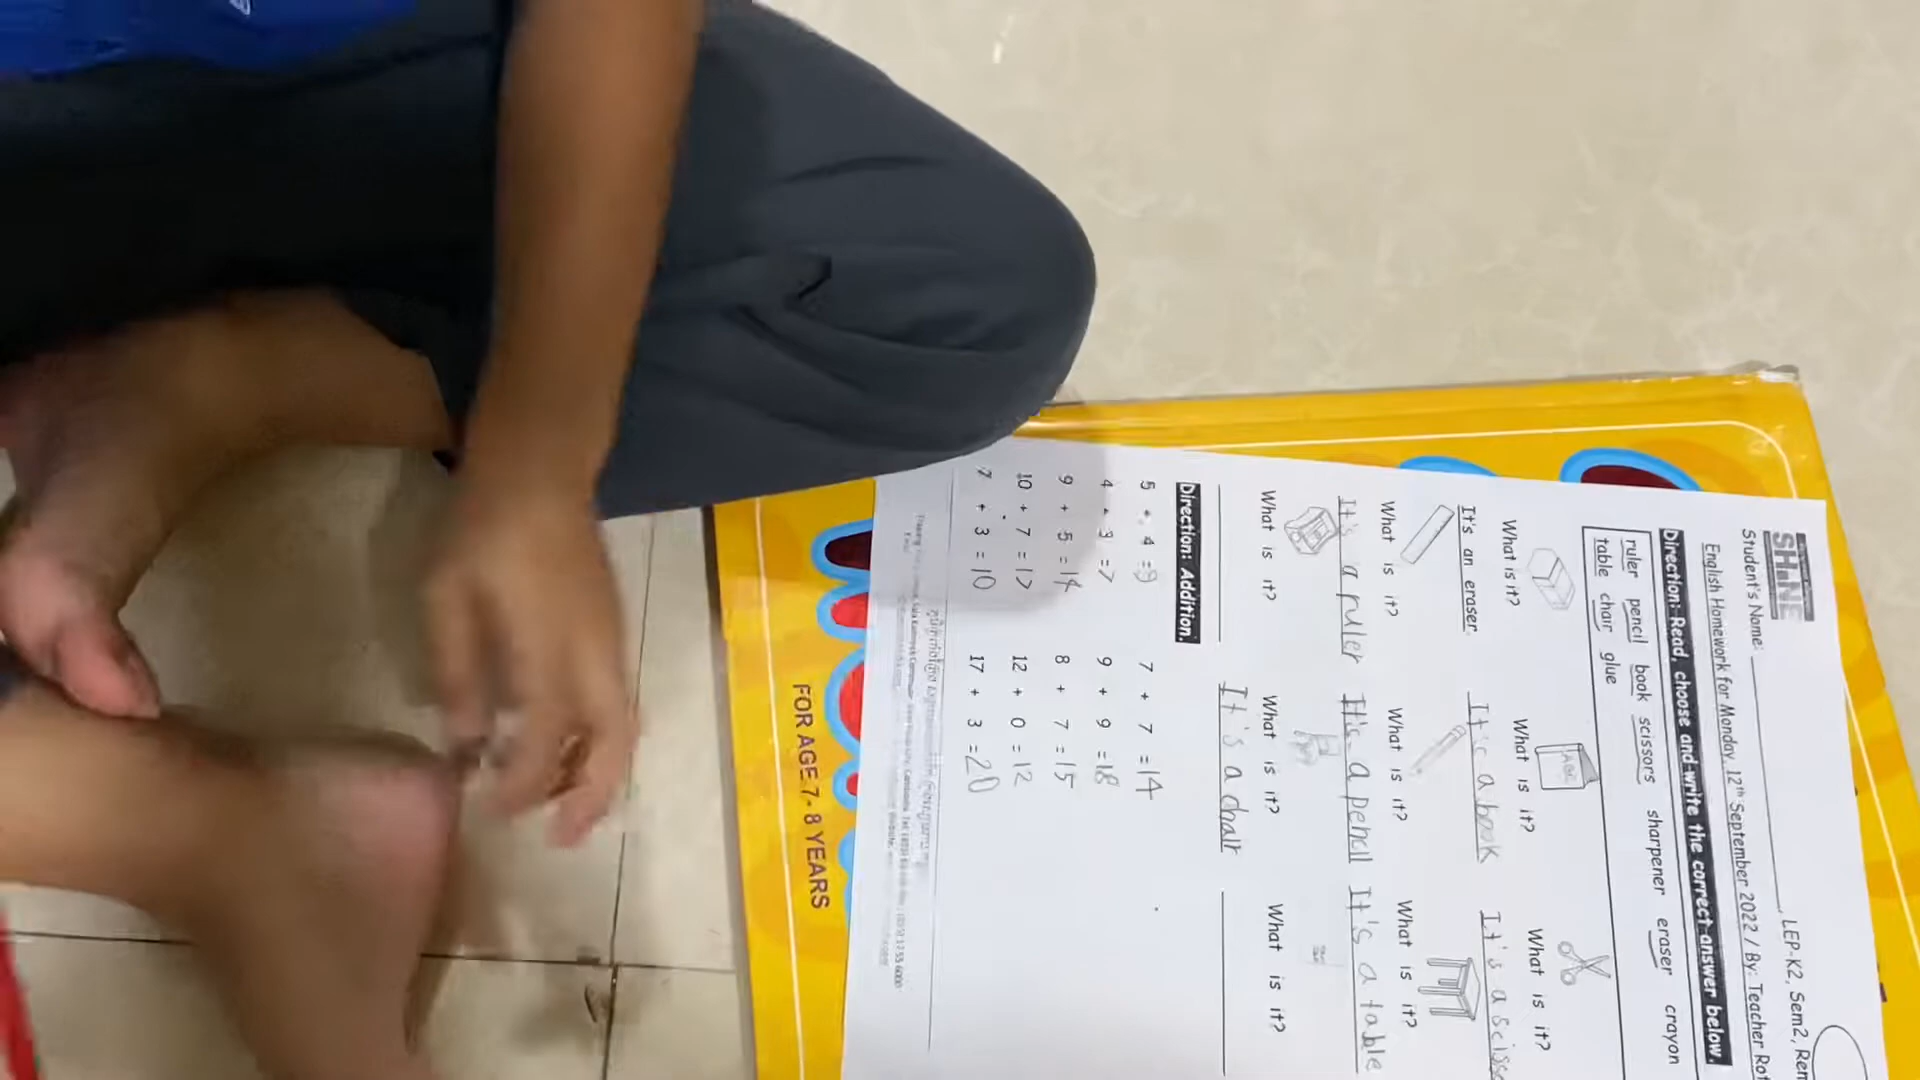 SHINE
Student's Name: , LEP-K2, Sem2,
English Homework for Monday, 12th September 2022 / By: Teacher
Direction: Read, choose and write the correct answer below.
ruler pencil book scissors sharpener eraser crayon
table chair glue
What is it? What is it? What is it?
It's an eraser. It's a book It's a
What is it? What is it? What is it?
It's a ruler It's a pencil It's a table
What is it? What is it? What is it?
It's a chair
Direction: Addition.
5 + 4 =9 7 + 7 =14
4 + 3 =7 9 + 9 =18
9 + 5 =14 8 + 7 =15
10 + 7 =17 12 + 0 =12
7 + 3 =10 17 + 3 =20
FOR AGE 7-8 YEARS